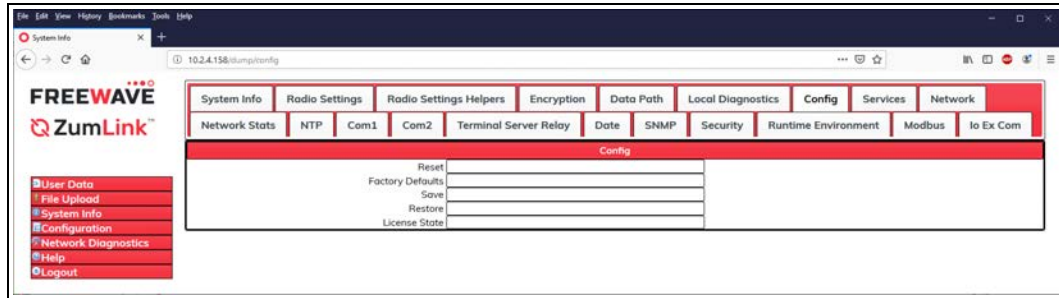 File Edit View History Bookmarks Tools Help
System Info
10.2.4.158/dump/config
FREEWAVE
ZumLink™
System Info Radio Settings Radio Settings Helpers Encryption Data Path Local Diagnostics Config Services Network
Network Stats NTP Com1 Com2 Terminal Server Relay Date SNMP Security Runtime Environment Modbus Io Ex Com
Config
Reset
Factory Defaults
Save
Restore
License State
User Data
File Upload
System Info
Configuration
Network Diagnostics
Help
Logout